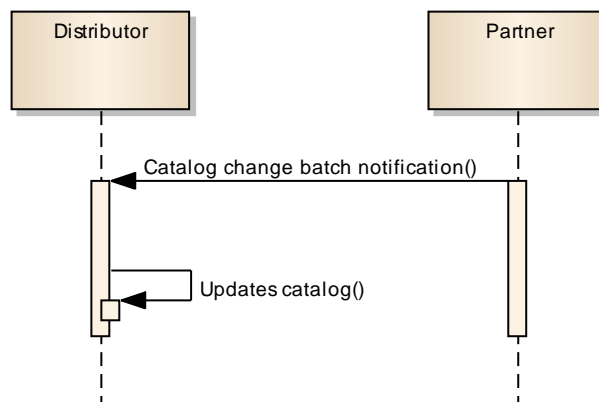 Distributor
Partner
Catalog change batch notification()
Updates catalog()